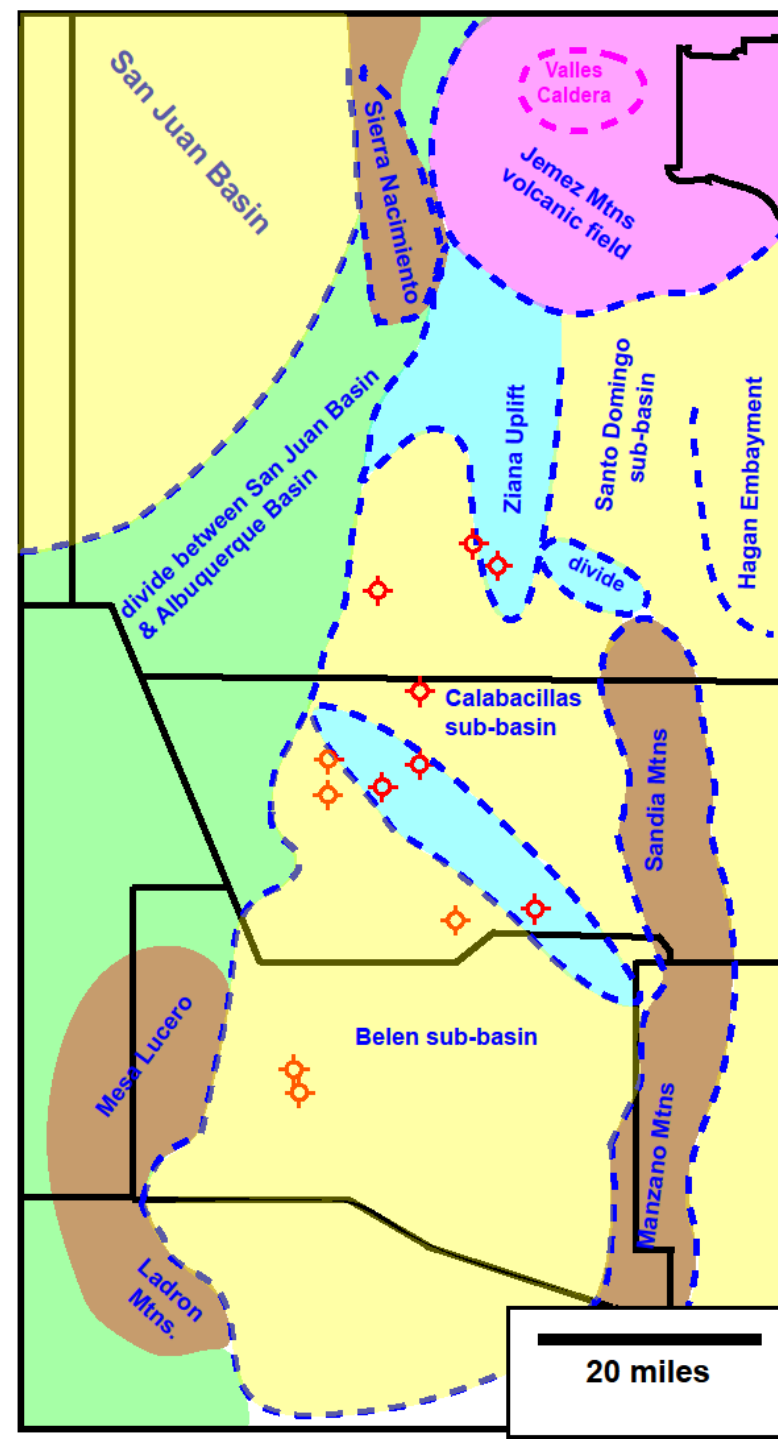 San Juan Basin
Valles
Caldera
Sierra Nacimiento
Jemez Mtns
volcanic field
divide between San Juan Basin
& Albuquerque Basin
Ziana Uplift
Santo Domingo
sub-basin
Hagan Embayment
divide
Calabacillas
sub-basin
Sandia Mtns
Mesa Lucero
Belen sub-basin
Manzano Mtns
Ladron
Mtns.
20 miles